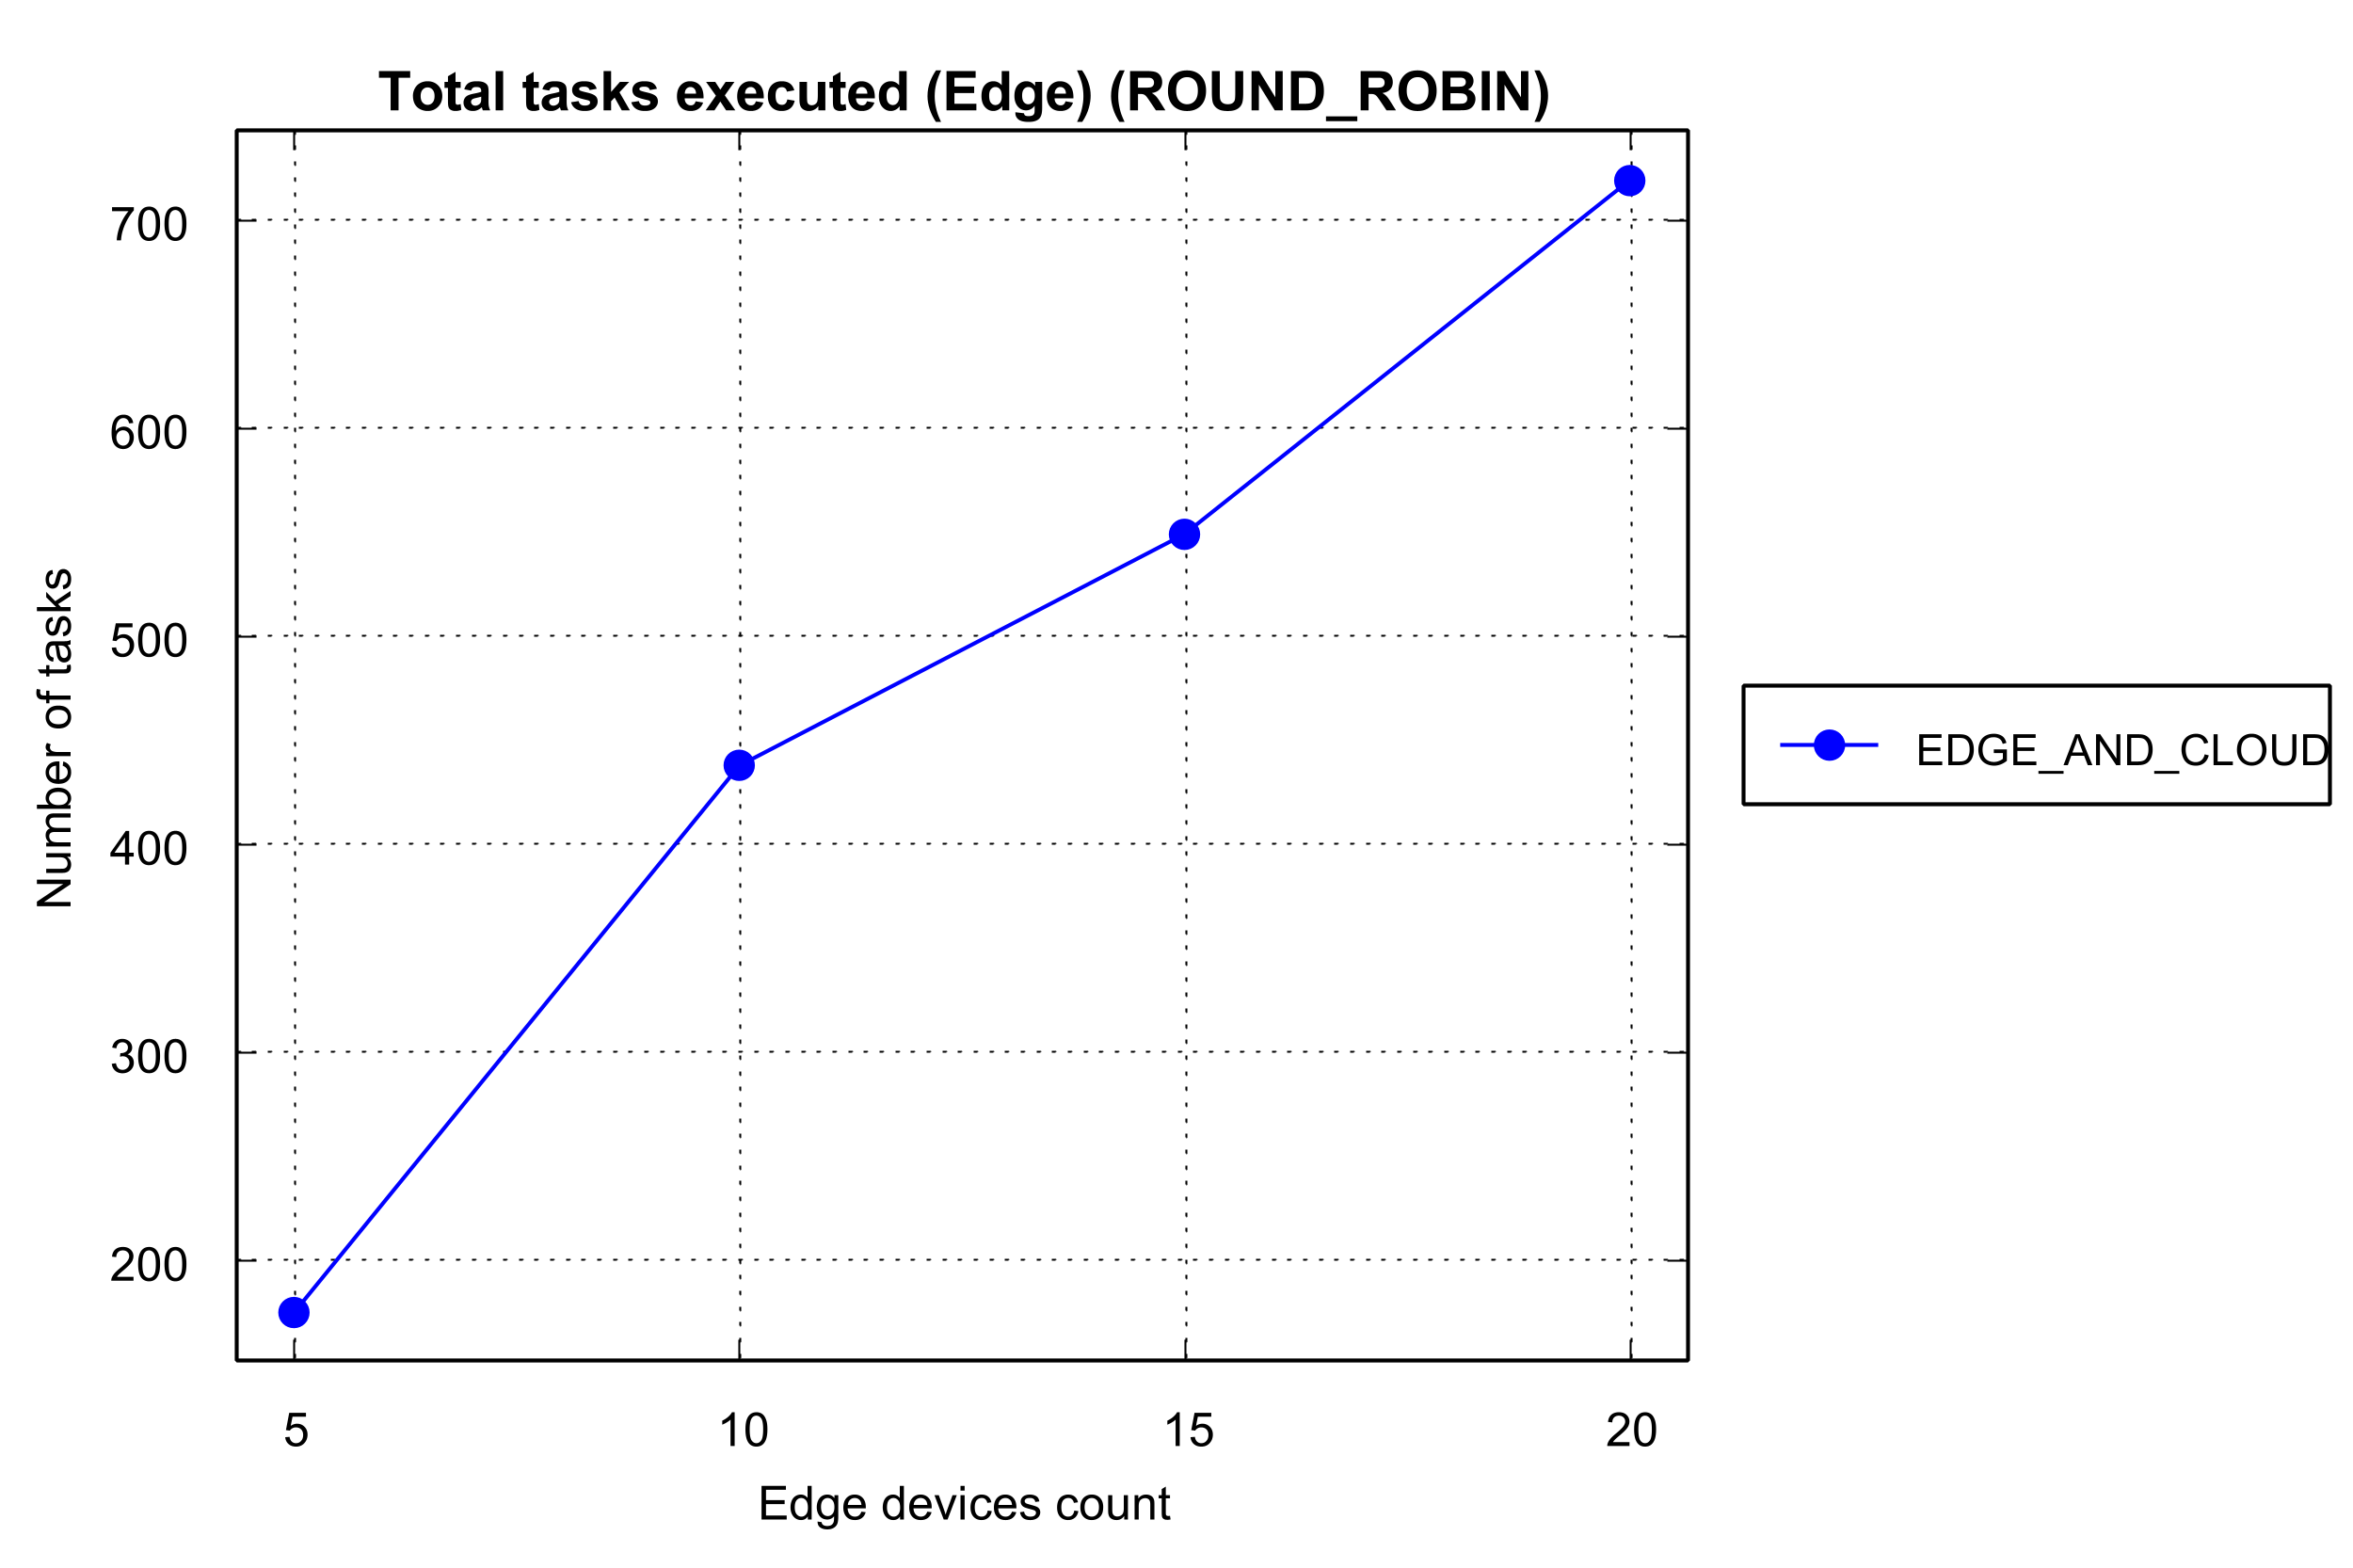 Total tasks executed (Edge) (ROUND_ROBIN)
700
600
500
400
300
200
Number of tasks
5 10 15 20
Edge devices count
EDGE_AND_CLOUD